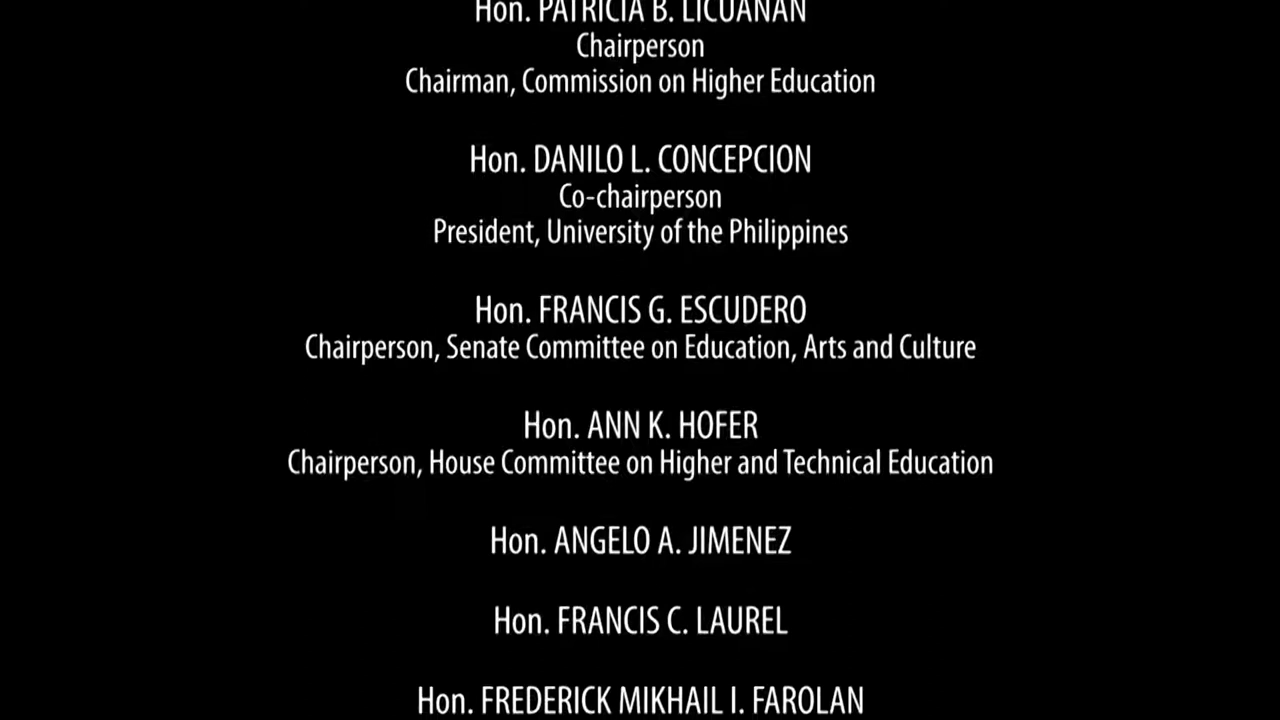 Hon. PATRICIA B. LICUANAN
Chairperson
Chairman, Commission on Higher Education
Hon. DANILO L. CONCEPCION
Co-chairperson
President, University of the Philippines
Hon. FRANCIS G. ESCUDERO
Chairperson, Senate Committee on Education, Arts and Culture
Hon. ANN K. HOFER
Chairperson, House Committee on Higher and Technical Education
Hon. ANGELO A. JIMENEZ
Hon. FRANCIS C. LAUREL
Hon. FREDERICK MIKHAIL I. FAROLAN